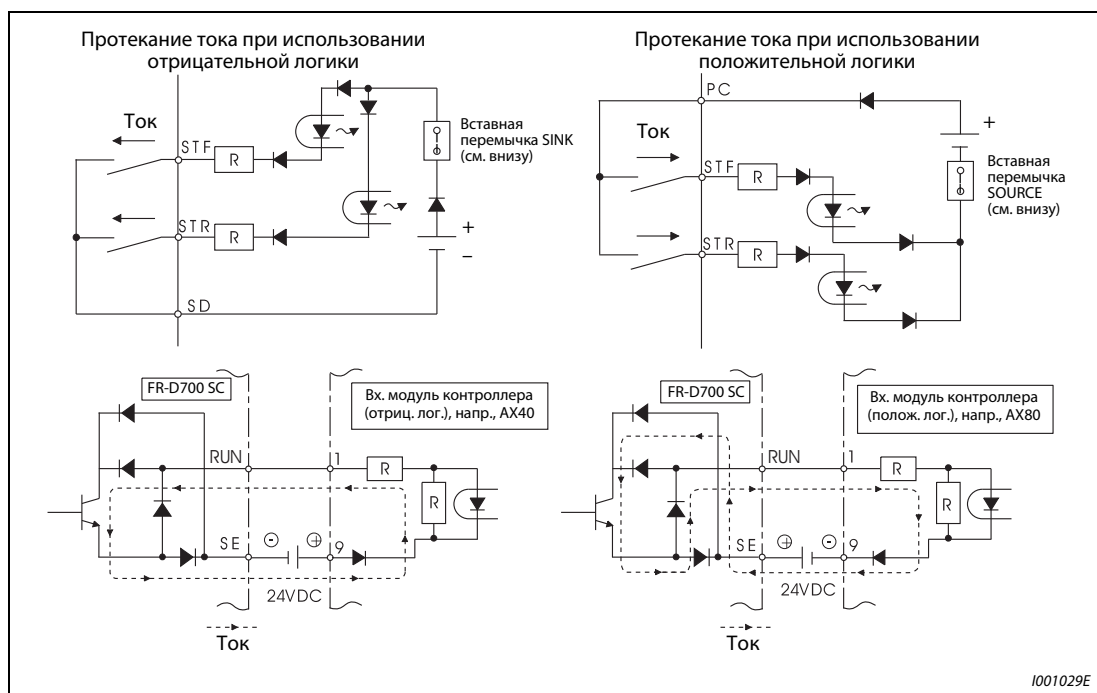 Протекание тока при использовании
отрицательной логики
Ток
STF
R
STR
R
SD
Вставная
перемычка SINK
(см. внизу)
+
–
Протекание тока при использовании
положительной логики
PC
Ток
STF
R
STR
R
+
Вставная
перемычка
SOURCE
(см. внизу)
FR-D700 SC
Вх. модуль контроллера
(отриц. лог.), напр., AX40
RUN
1
R
R
SE
9
24VDC
Ток
FR-D700 SC
Вх. модуль контроллера
(полож. лог.), напр., AX80
RUN
1
R
R
SE
9
24VDC
Ток
I001029E